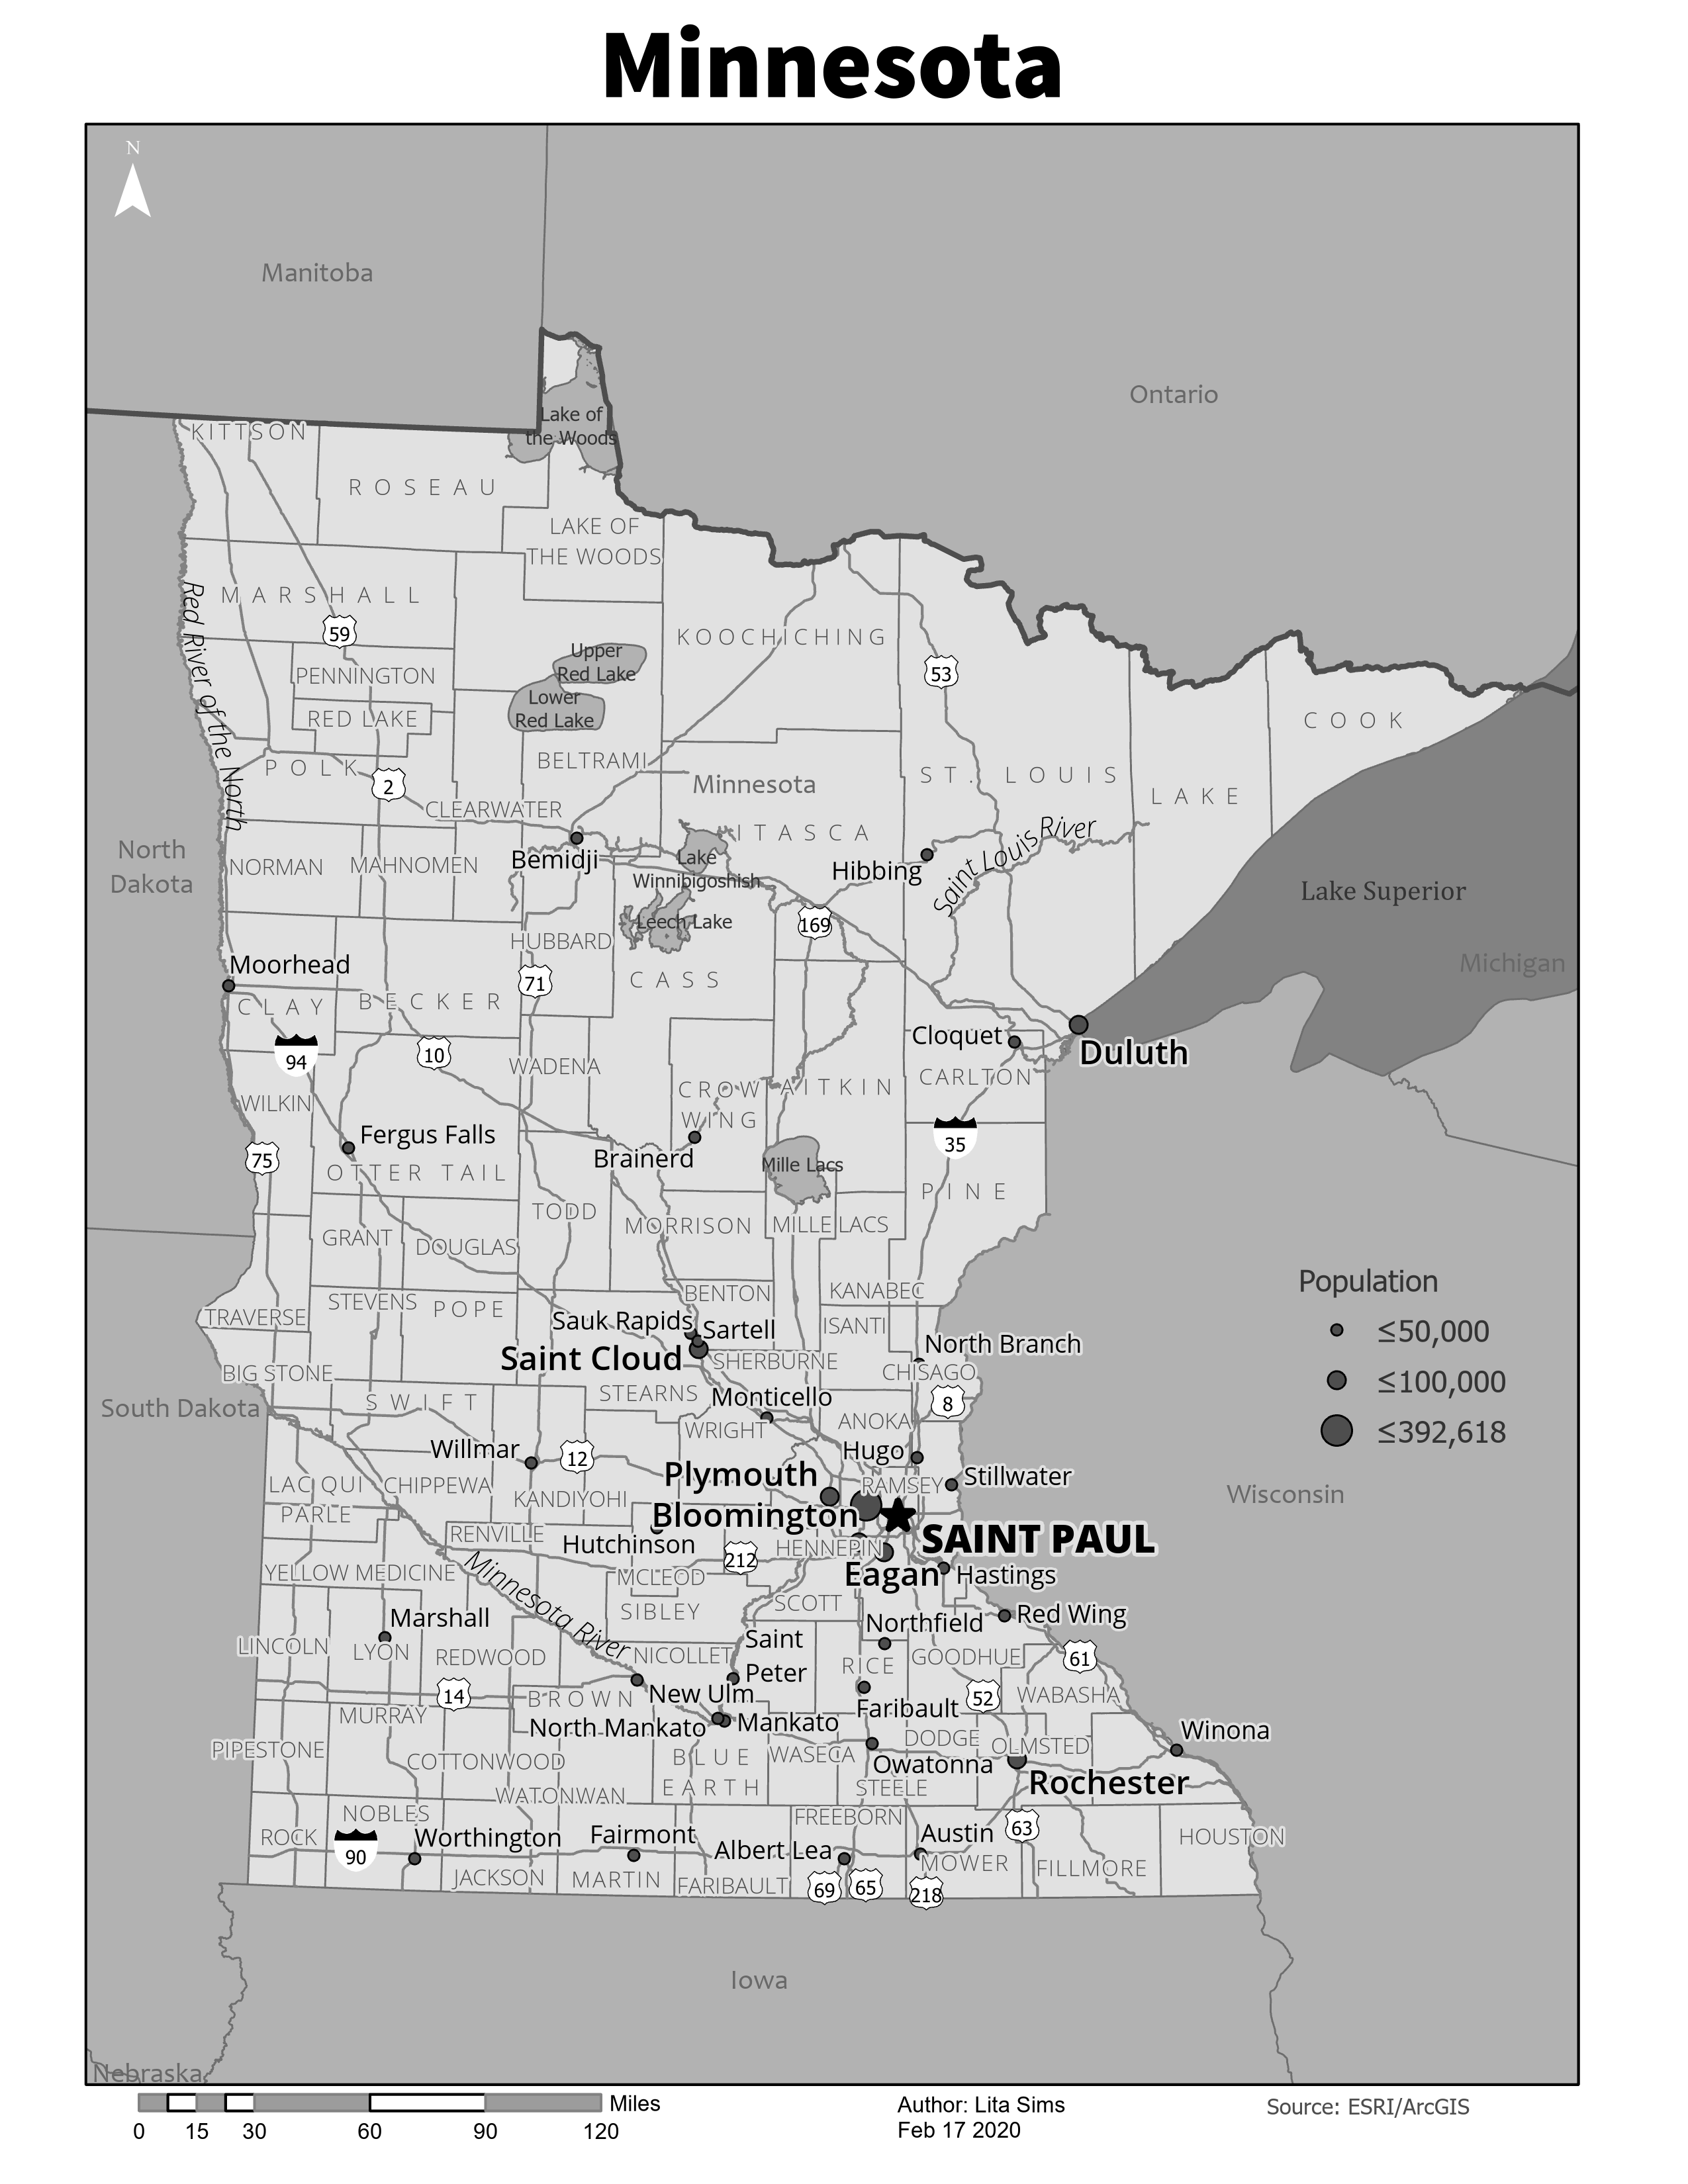 Minnesota
N
Manitoba
Ontario
Lake of
the Woods
KITTSON
ROSEAU
LAKE OF
THE WOODS
MARSHALL
59
Red River of the North
KOOCHICHING
Upper
Red Lake
Lower
Red Lake
PENNINGTON
53
RED LAKE
COOK
POLK
2
BELTRAMI
Minnesota
ST. LOUIS
LAKE
CLEARWATER
ITASCA
Saint Louis River
North
Dakota
NORMAN
MAHNOMEN
Bemidji
Lake
Winnibigoshish
Hibbing
Lake Superior
Leech Lake
169
HUBBARD
Michigan
Moorhead
71
CASS
CLAY
BECKER
94
10
Cloquet
Duluth
WADENA
CARLTON
CROW
WING
AITKIN
WILKIN
35
Fergus Falls
75
Brainerd
Mille Lacs
OTTER TAIL
PINE
TODD
MORRISON
MILLE LACS
GRANT
DOUGLAS
Population
≤50,000
≤100,000
≤392,618
BENTON
KANABEC
TRAVERSE
STEVENS
POPE
Sauk Rapids
Sartell
ISANTI
North Branch
Saint Cloud
SHERBURNE
CHISAGO
BIG STONE
South Dakota
SWIFT
STEARNS
Monticello
8
WRIGHT
ANOKA
Willmar
12
Hugo
LAC QUI
PARLE
CHIPPEWA
KANDIYOHI
Plymouth
RAMSEY
Stillwater
Wisconsin
Bloomington
SAINT PAUL
RENVILLE
Hutchinson
212
HENNEPIN
YELLOW MEDICINE
Minnesota River
MCLEOD
Eagan
Hastings
SIBLEY
SCOTT
Marshall
Northfield
Red Wing
LINCOLN
LYON
REDWOOD
NICOLLET
Saint
Peter
RICE
GOODHUE
61
14
BROWN
New Ulm
52
WABASHA
MURRAY
Faribault
North Mankato
Mankato
Winona
PIPESTONE
COTTONWOOD
BLUE
EARTH
WASECA
DODGE
OLMSTED
Owatonna
Rochester
WATONWAN
STEELE
NOBLES
FREEBORN
ROCK
90
Worthington
Fairmont
Albert Lea
Austin
63
HOUSTON
JACKSON
MARTIN
FARIBAULT
69
65
218
MOWER
FILLMORE
Iowa
Nebraska
Miles
0 15 30 60 90 120
Author: Lita Sims
Feb 17 2020
Source: ESRI/ArcGIS